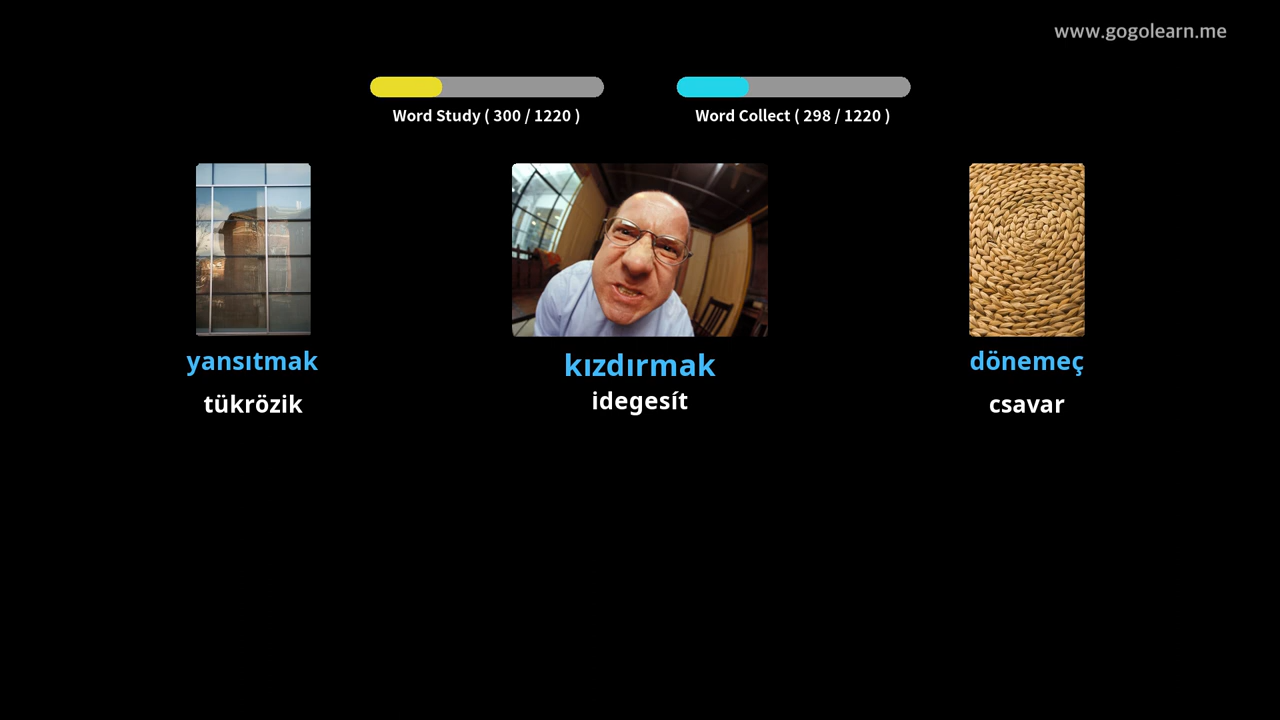 www.gogolearn.me
Word Study ( 300 / 1220 )
Word Collect ( 298 / 1220 )
yansıtmak
tükrözik
kızdırmak
idegesít
dönemeç
csavar